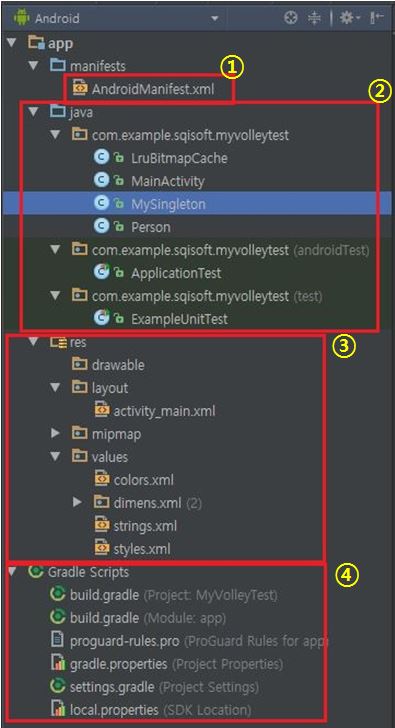 Android
app
①
manifests
AndroidManifest.xml
②
java
com.example.sqisoft.myvolleytest
LruBitmapCache
MainActivity
MySingleton
Person
com.example.sqisoft.myvolleytest (androidTest)
ApplicationTest
com.example.sqisoft.myvolleytest (test)
ExampleUnitTest
res
③
drawable
layout
activity_main.xml
mipmap
values
colors.xml
dimens.xml (2)
strings.xml
styles.xml
Gradle Scripts
④
build.gradle (Project: MyVolleyTest)
build.gradle (Module: app)
proguard-rules.pro (ProGuard Rules for app)
gradle.properties (Project Properties)
settings.gradle (Project Settings)
local.properties (SDK Location)